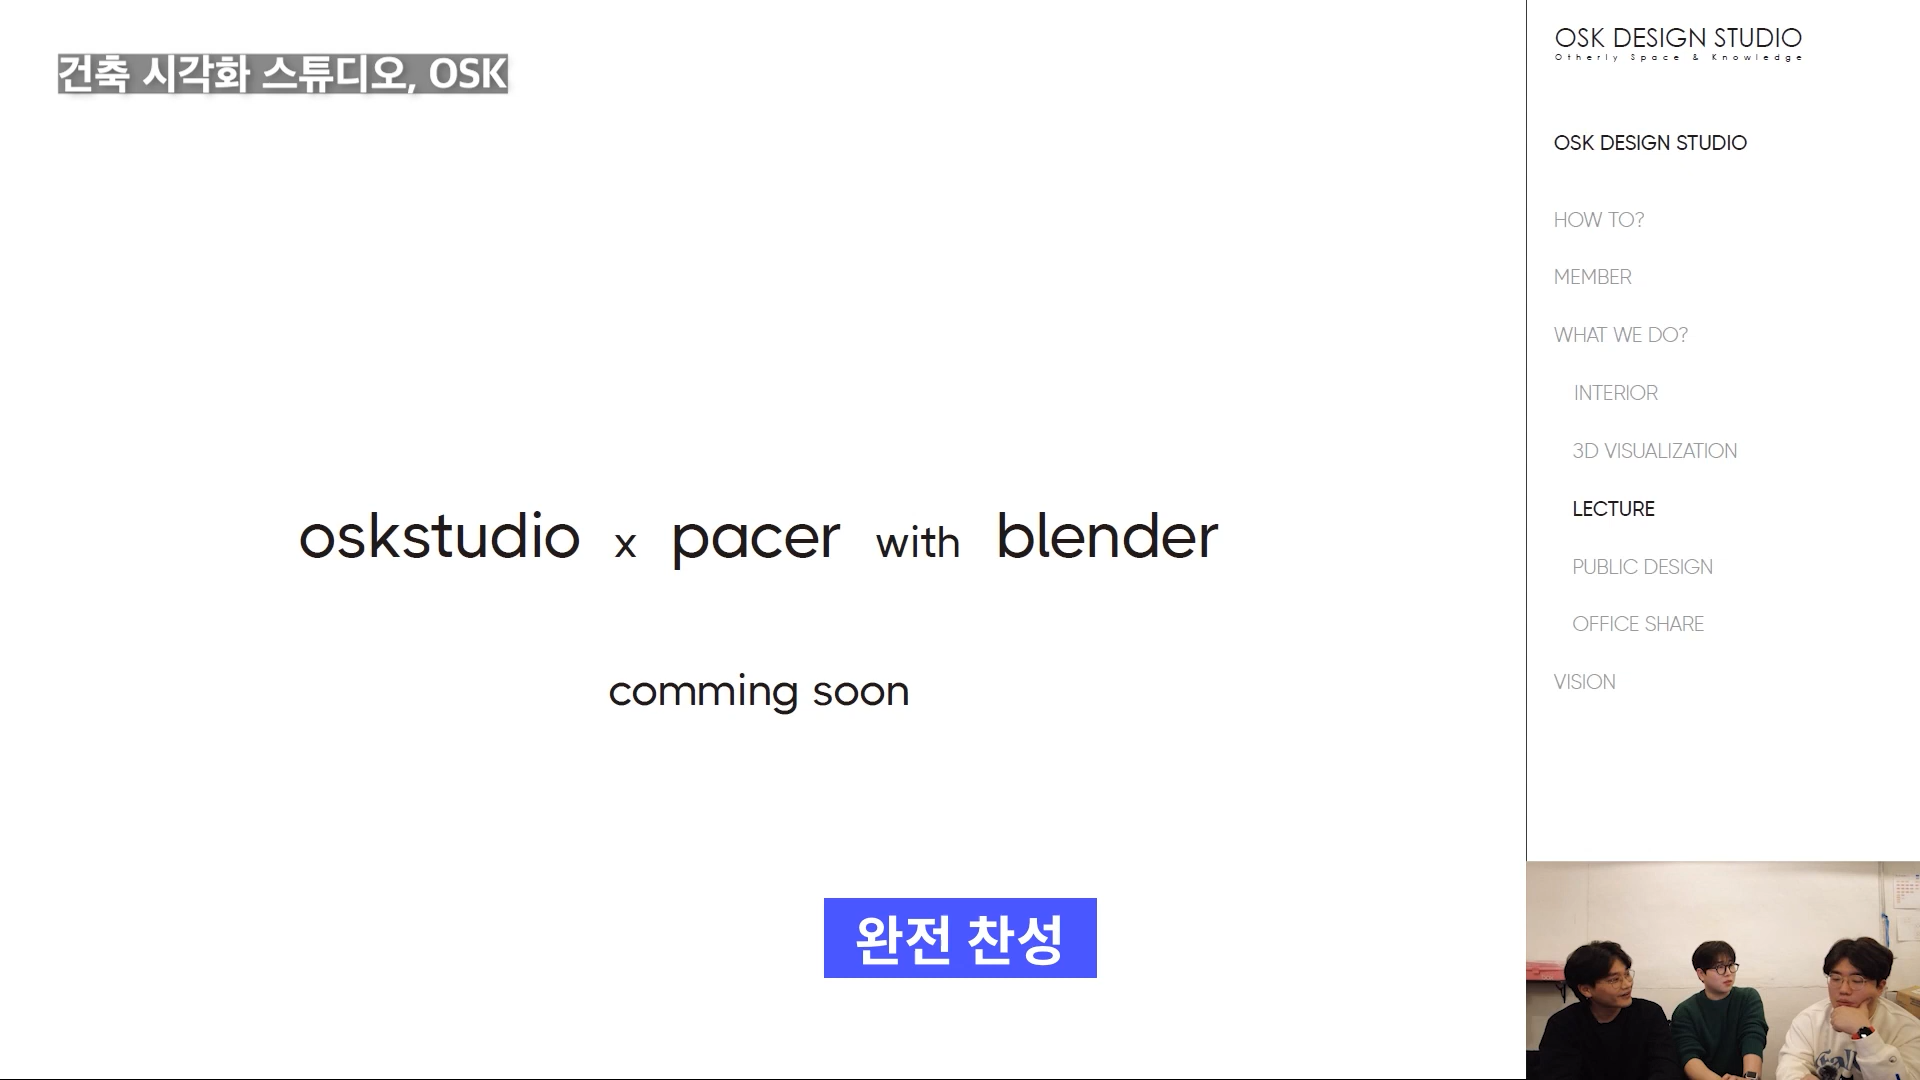 건축 시각화 스튜디오, OSK
oskstudio x pacer with blender
comming soon
완전 찬성
OSK DESIGN STUDIO
Otherly Space & Knowledge
OSK DESIGN STUDIO
HOW TO?
MEMBER
WHAT WE DO?
INTERIOR
3D VISUALIZATION
LECTURE
PUBLIC DESIGN
OFFICE SHARE
VISION